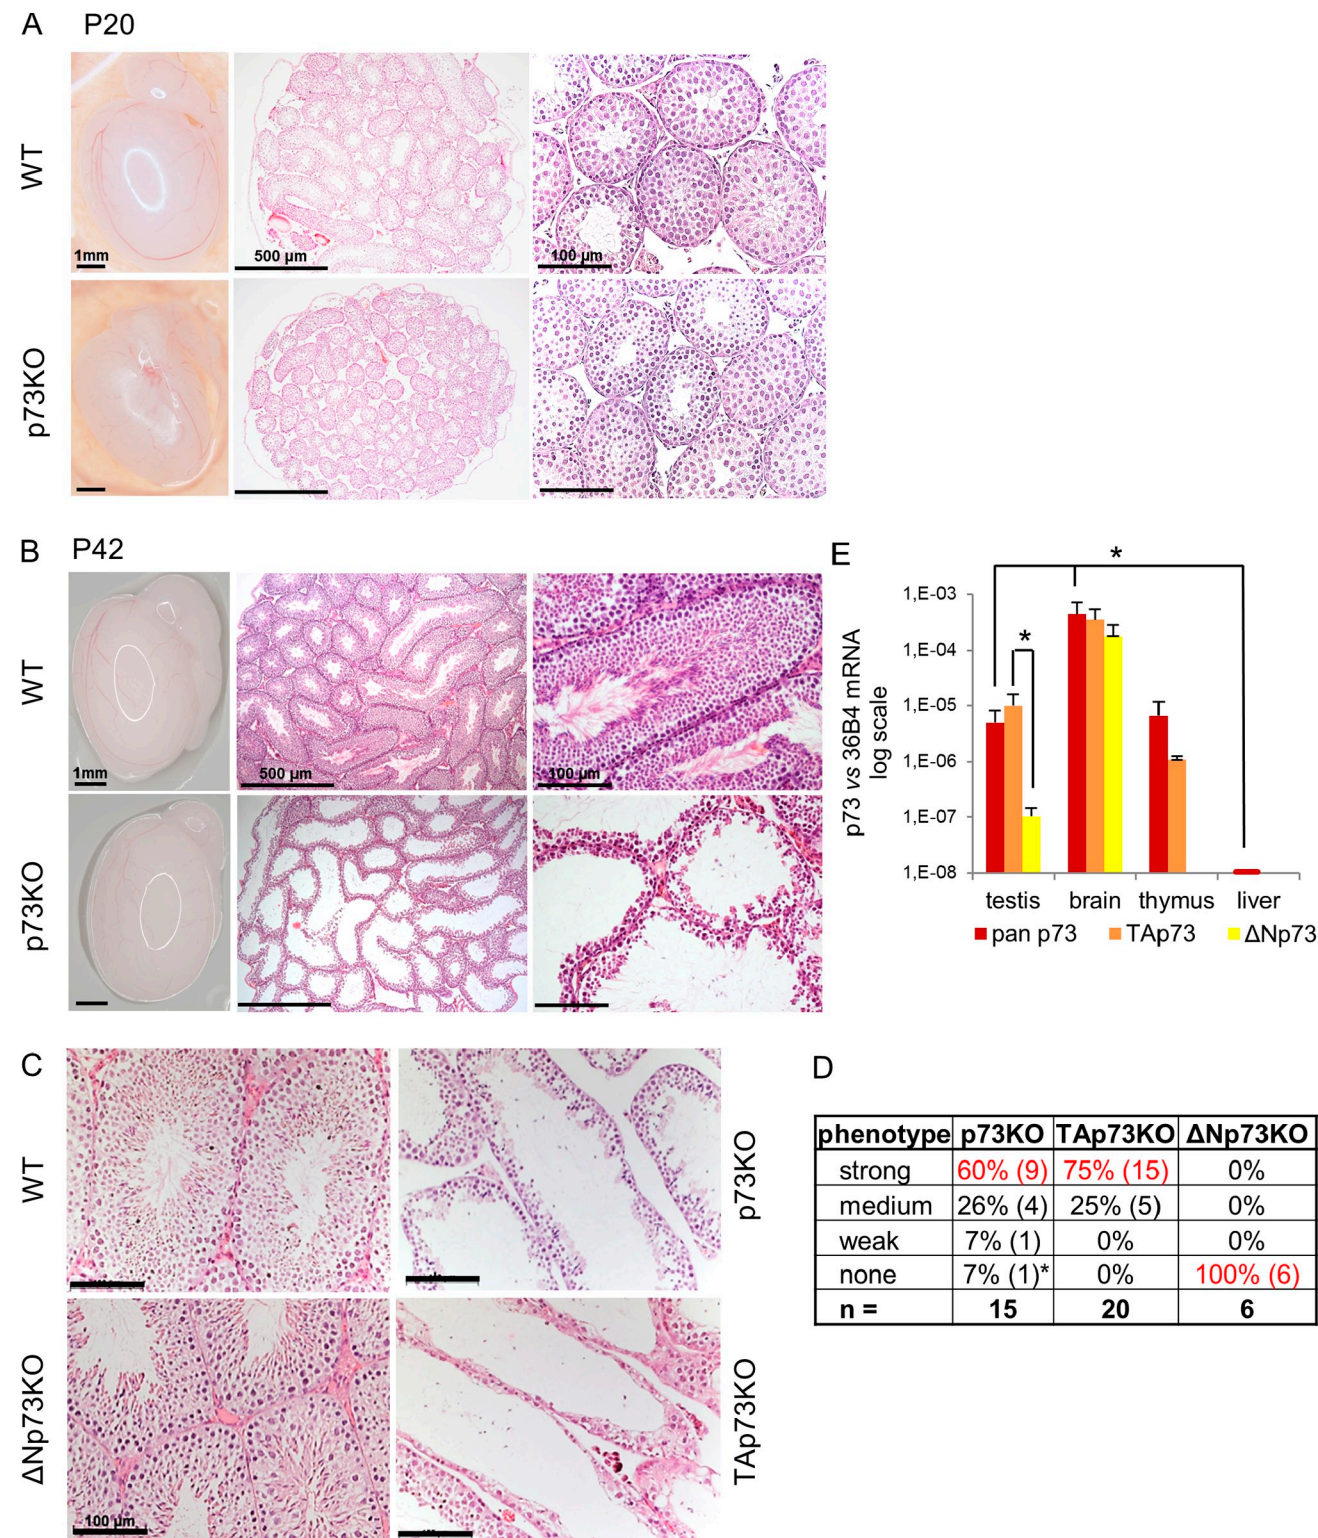 A P20
WT
1mm
500 µm
100 µm
p73KO
B P42
WT
1mm
500 µm
100 µm
p73KO
E
*
1,E-03
1,E-04
1,E-05
1,E-06
1,E-07
1,E-08
p73 vs 36B4 mRNA
log scale
*
testis brain thymus liver
pan p73 TAp73 ΔNp73
C
WT
p73KO
ΔNp73KO
100 µm
TAp73KO
D
phenotype p73KO TAp73KO ΔNp73KO
strong 60% (9) 75% (15) 0%
medium 26% (4) 25% (5) 0%
weak 7% (1) 0% 0%
none 7% (1)* 0% 100% (6)
n = 15 20 6